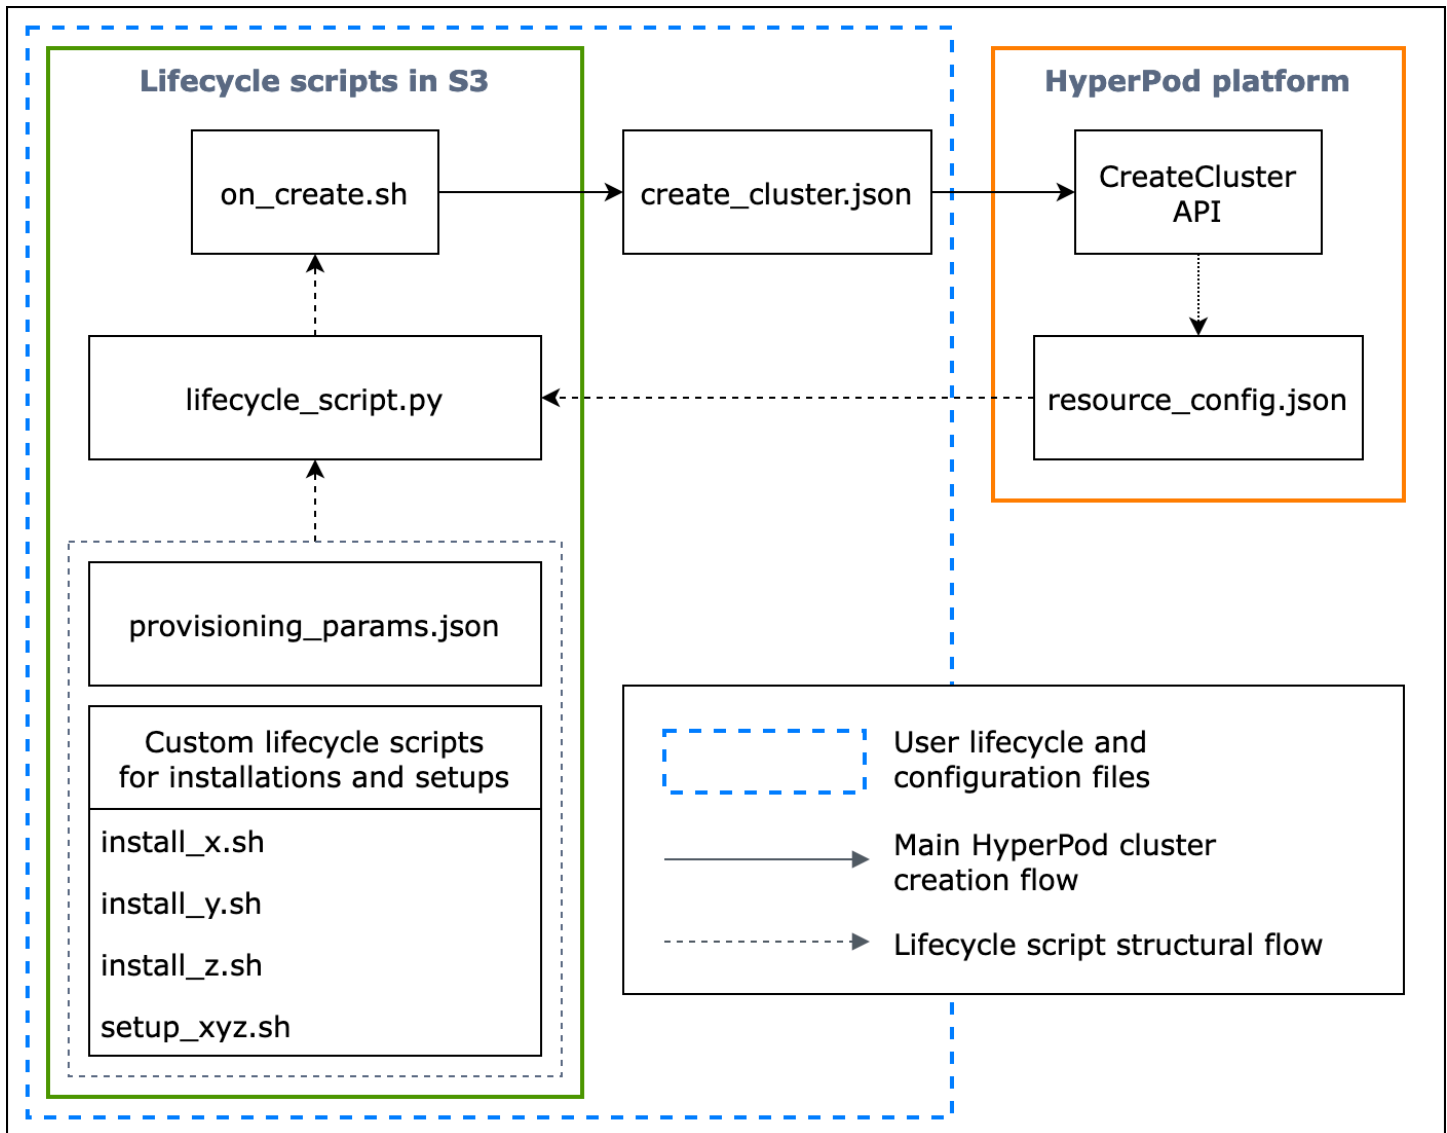 Lifecycle scripts in S3
HyperPod platform
on_create.sh
create_cluster.json
CreateCluster
API
lifecycle_script.py
resource_config.json
provisioning_params.json
Custom lifecycle scripts
for installations and setups
install_x.sh
install_y.sh
install_z.sh
setup_xyz.sh
User lifecycle and
configuration files
Main HyperPod cluster
creation flow
Lifecycle script structural flow